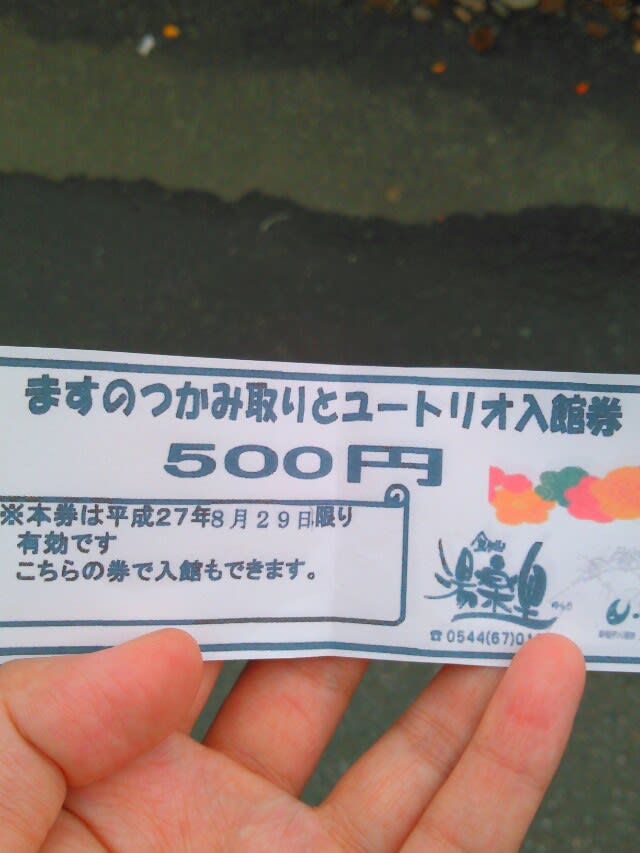 ますのつかみ取りとユートリオ入館券
500円
※本券は平成27年8月29日限り
有効です
こちらの券で入館もできます。
湯楽里
☎0544(67)